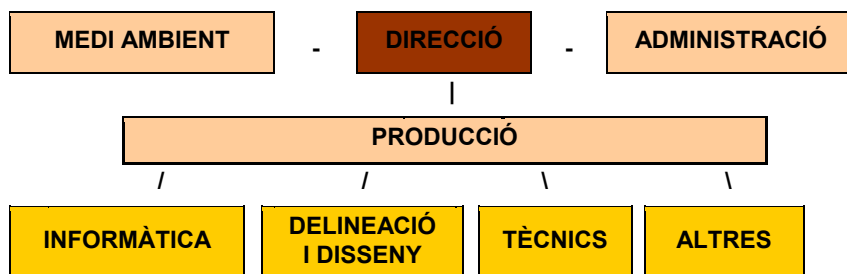 MEDI AMBIENT - DIRECCIÓ - ADMINISTRACIÓ
|
PRODUCCIÓ
/ / \ \
INFORMÀTICA
DELINEACIÓ
I DISSENY
TÈCNICS
ALTRES